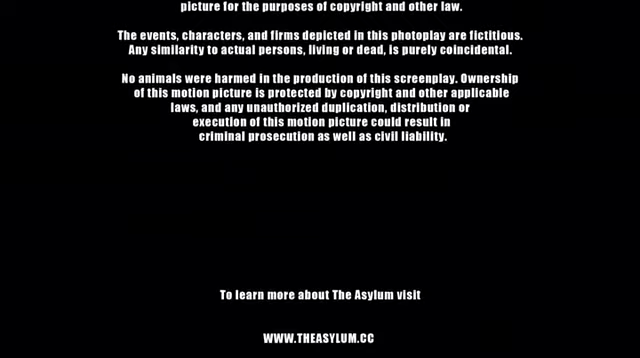 picture for the purposes of copyright and other law.
The events, characters, and firms depicted in this photoplay are fictitious.
Any similarity to actual persons, living or dead, is purely coincidental.
No animals were harmed in the production of this screenplay. Ownership
of this motion picture is protected by copyright and other applicable
laws, and any unauthorized duplication, distribution or
execution of this motion picture could result in
criminal prosecution as well as civil liability.
To learn more about The Asylum visit
WWW.THEASYLUM.CC